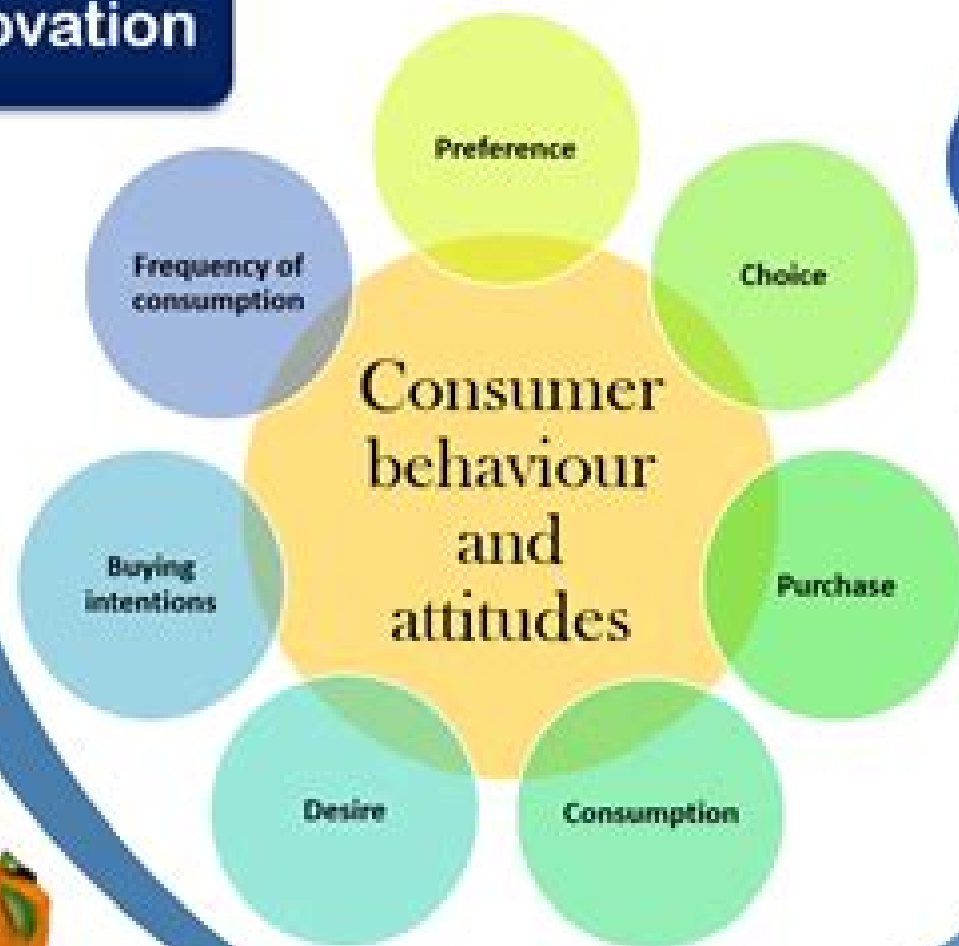 ovation
Preference
Choice
Frequency of
consumption
Consumer
behaviour
and
attitudes
Purchase
Buying
intentions
Desire
Consumption